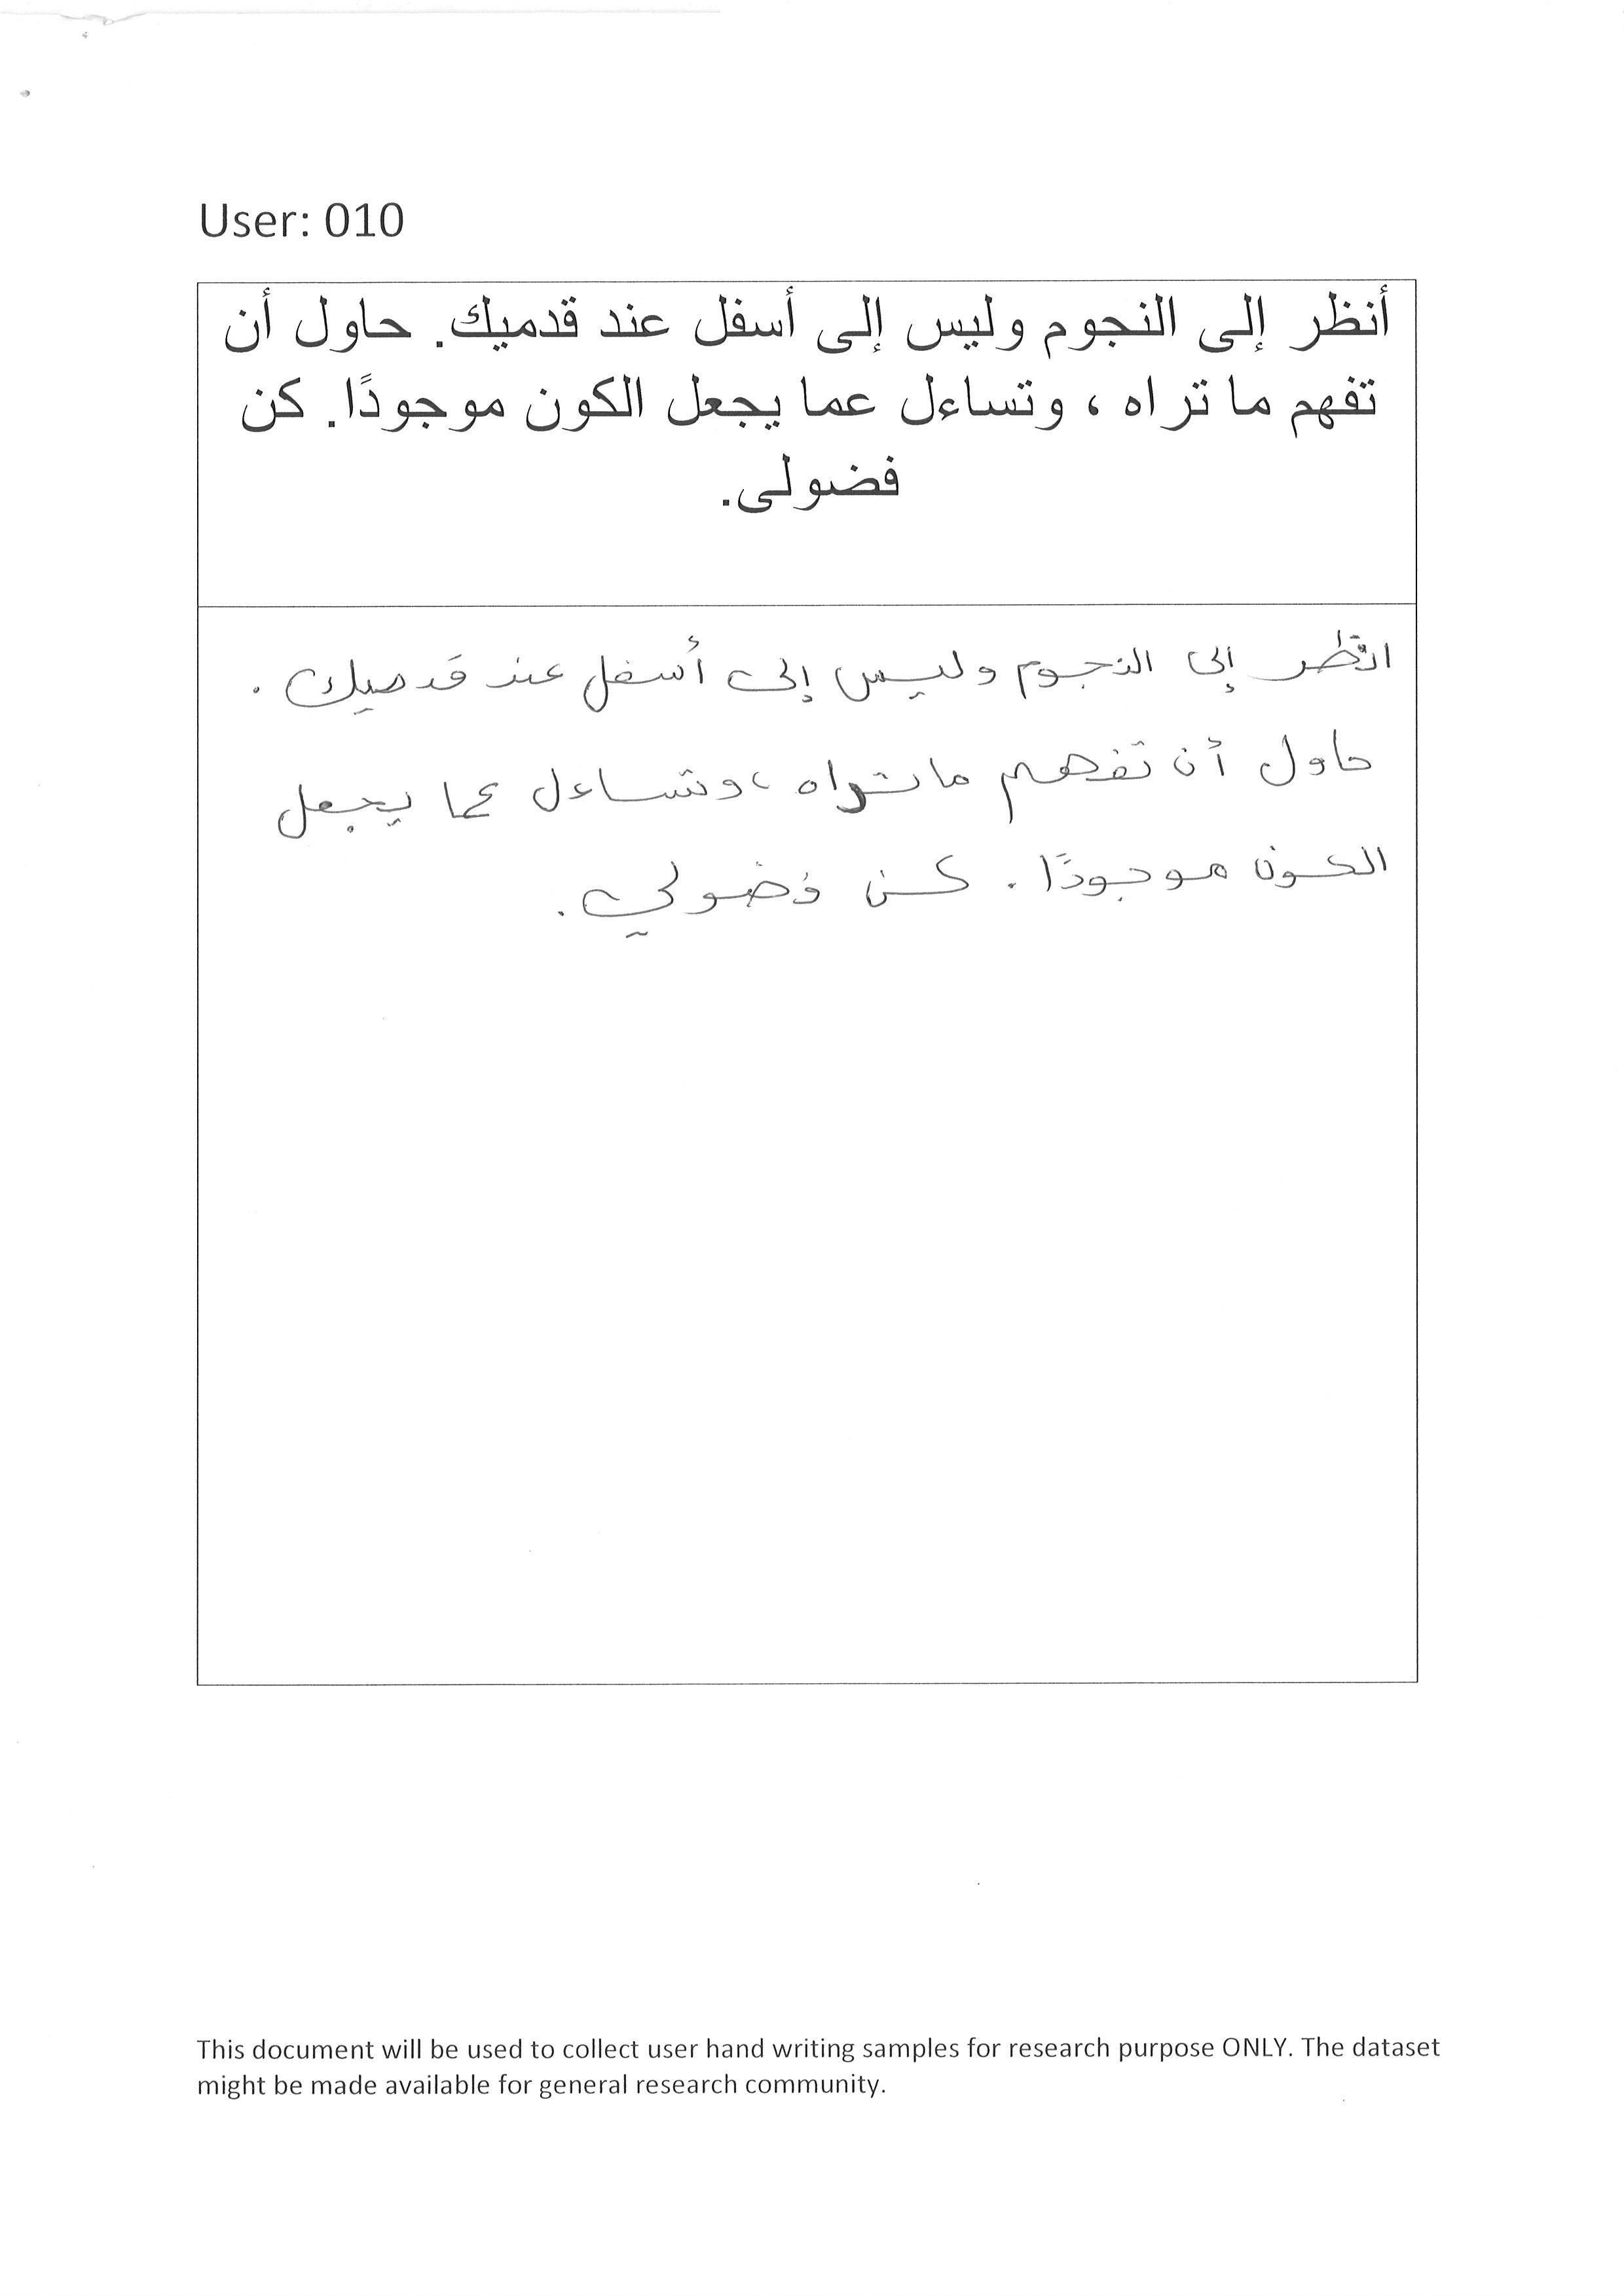 User: 010
أنظر إلى النجوم وليس إلى أسفل عند قدميك. حاول أن
تفهم ما تراه ، وتساءل عما يجعل الكون موجودًا. كن
فضولى.
انظر إلى النجوم وليس إلى أسفل عند قدميك .
حاول أن تفهم ما تراه ، وتساءل عما يجعل
الكون موجودًا . كن فضولي .
This document will be used to collect user hand writing samples for research purpose ONLY. The dataset
might be made available for general research community.